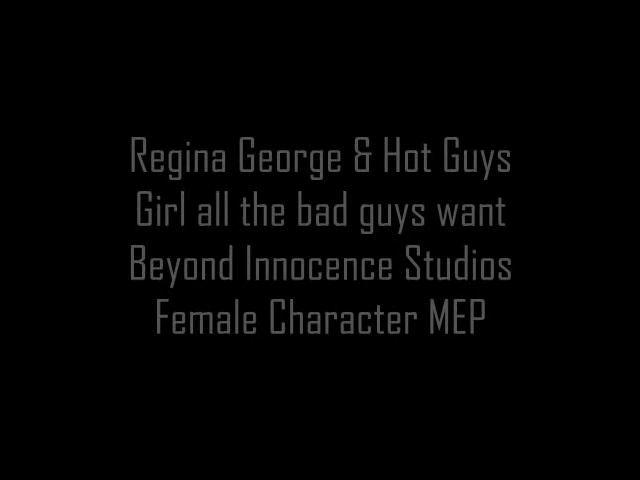 Regina George & Hot Guys
Girl all the bad guys want
Beyond Innocence Studios
Female Character MEP